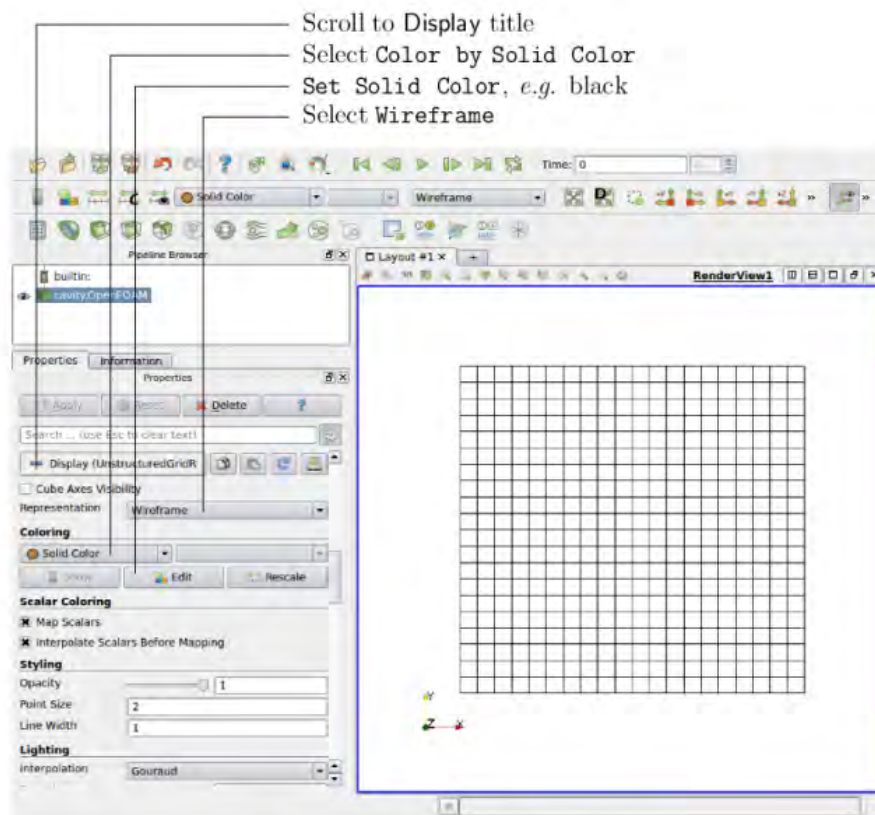 Scroll to Display title
Select Color by Solid Color
Set Solid Color, e.g. black
Select Wireframe
Time: 0
Solid Color Wireframe D »  »
Pipeline Browser
Layout #1 × +
builtin:
RenderView1
cavity.OpenFOAM
Properties Information
Properties
Apply Reset Delete ?
Search ... (use Esc to clear text)
Display (UnstructuredGridR
Cube Axes Visibility
Representation Wireframe
Coloring
Solid Color
Show Edit Rescale
Scalar Coloring
Map Scalars
Interpolate Scalars Before Mapping
Styling
Opacity 1
Point Size 2
Line Width 1
Lighting
Interpolation Gouraud
Y
Z X